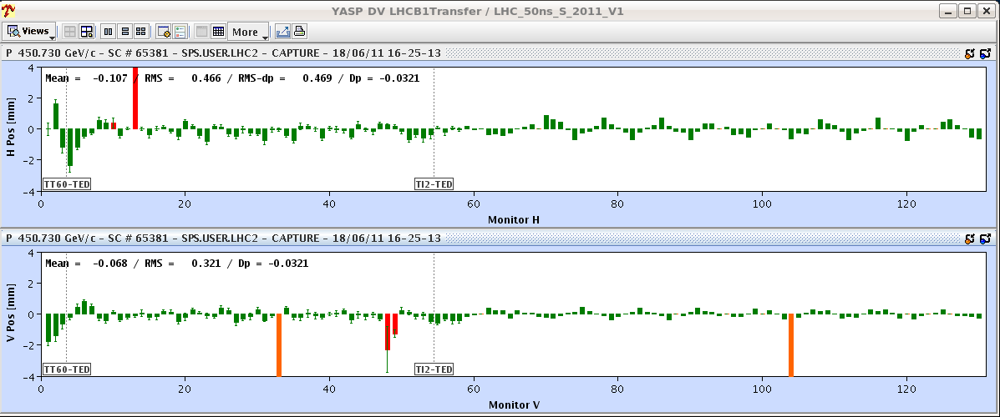 YASP DV LHCB1Transfer / LHC_50ns_S_2011_V1
Views More
P 450.730 GeV/c - SC # 65381 - SPS.USER.LHC2 - CAPTURE - 18/06/11 16-25-13
Mean = -0.107 / RMS = 0.466 / RMS-dp = 0.469 / Dp = -0.0321
H Pos [mm]
4
2
0
-2
-4
TT60-TED TI2-TED
0 20 40 60 80 100 120
Monitor H
P 450.730 GeV/c - SC # 65381 - SPS.USER.LHC2 - CAPTURE - 18/06/11 16-25-13
Mean = -0.068 / RMS = 0.321 / Dp = -0.0321
V Pos [mm]
4
2
0
-2
-4
TT60-TED TI2-TED
0 20 40 60 80 100 120
Monitor V